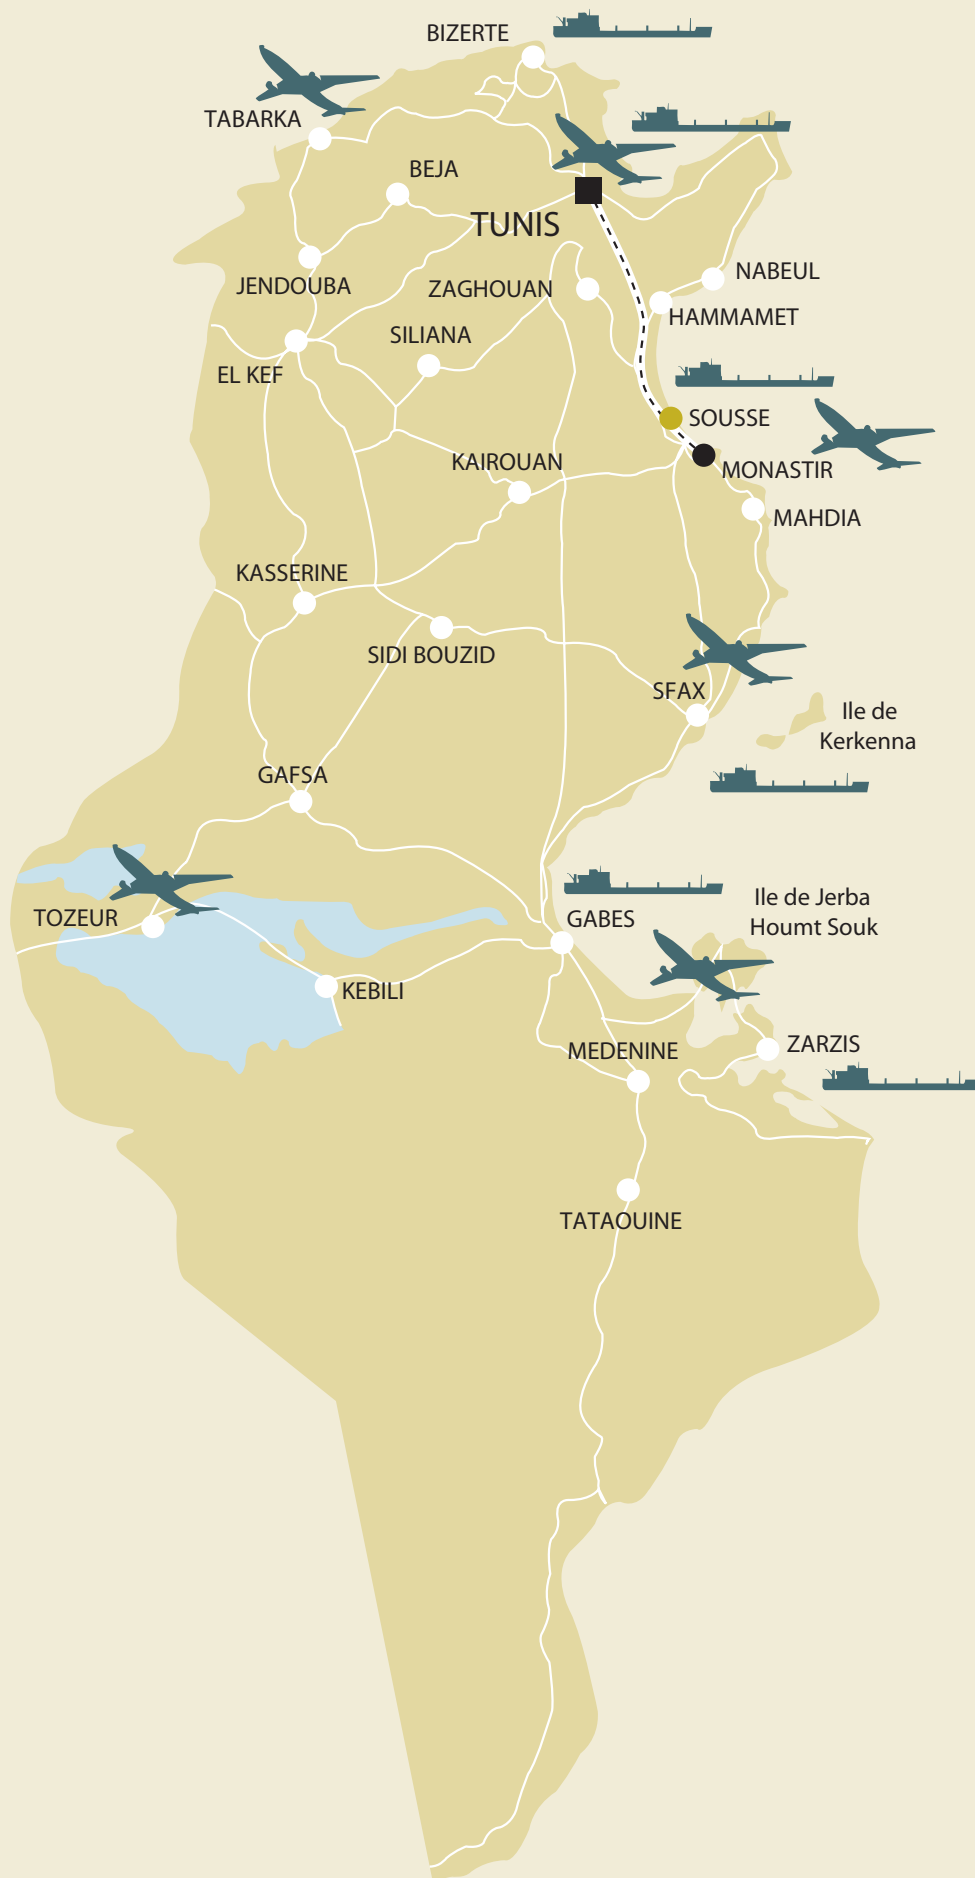 BIZERTE
TABARKA
BEJA
TUNIS
NABEUL
JENDOUBA
ZAGHOUAN
HAMMAMET
SILIANA
EL KEF
SOUSSE
KAIROUAN
MONASTIR
MAHDIA
KASSERINE
SIDI BOUZID
SFAX
Ile de
Kerkenna
GAFSA
Ile de Jerba
Houmt Souk
TOZEUR
GABES
KEBILI
MEDENINE
ZARZIS
TATAOUINE